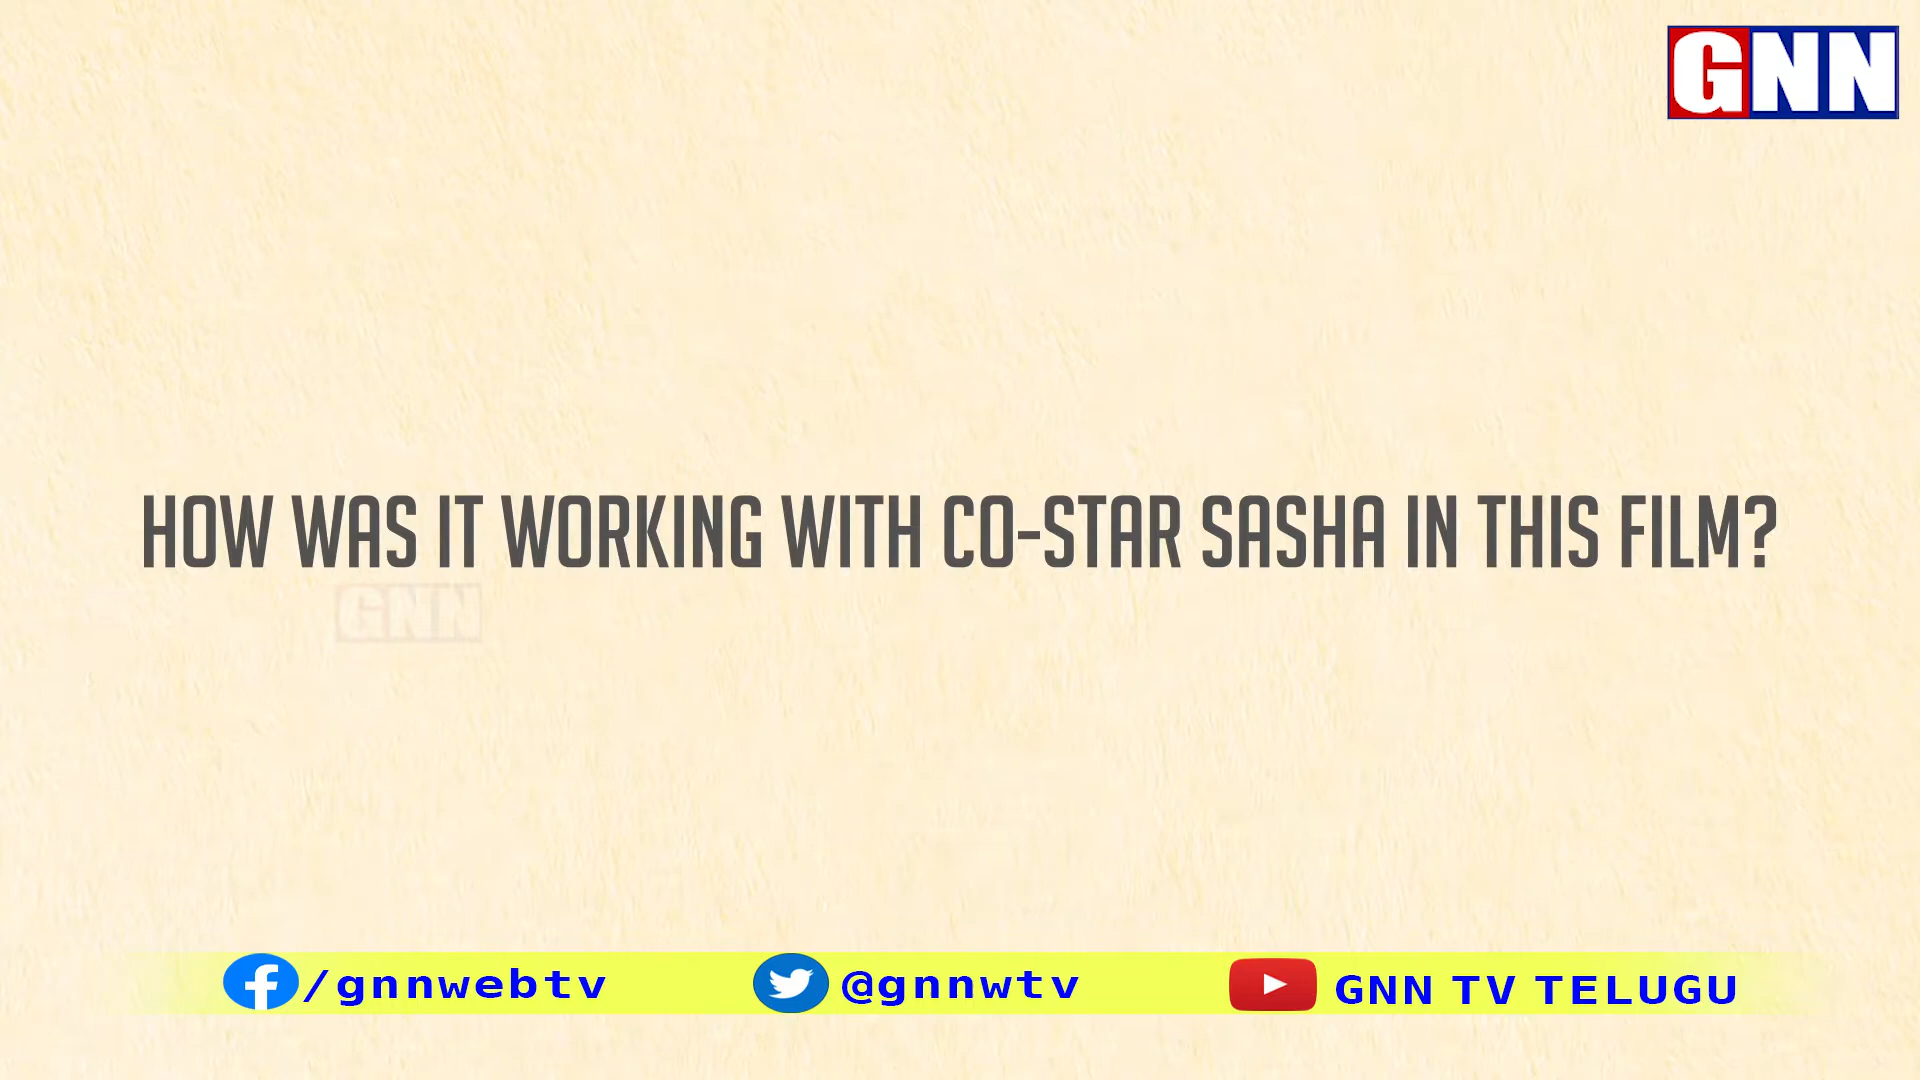 GNN
HOW WAS IT WORKING WITH CO-STAR SASHA IN THIS FILM?
GNN
/gnnwebtv @gnnwtv GNN TV TELUGU